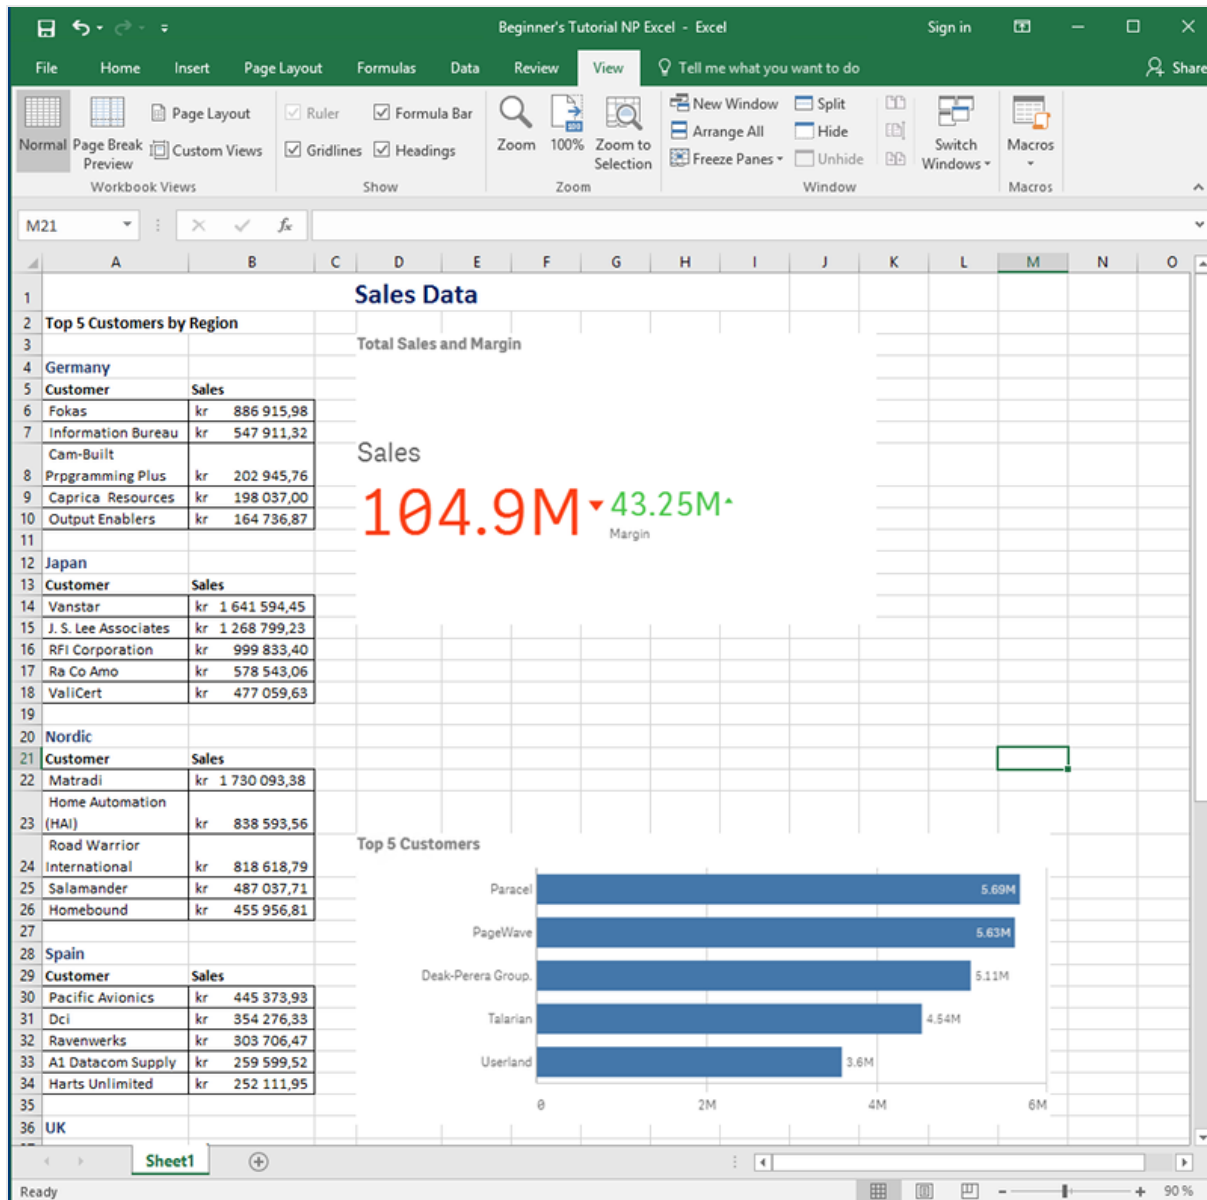 Beginner's Tutorial NP Excel - Excel
Sign in
File Home Insert Page Layout Formulas Data Review View Tell me what you want to do Share
Normal
Page Break Preview
Page Layout
Custom Views
Workbook Views
Ruler
Formula Bar
Gridlines
Headings
Show
Zoom
100%
Zoom to Selection
Zoom
New Window
Arrange All
Freeze Panes
Split
Hide
Unhide
Switch Windows
Window
Macros
Macros
M21
fx
A B C D E F G H I J K L M N O
1 Sales Data
2 Top 5 Customers by Region
3
4 Germany
5 Customer Sales
6 Fokas kr 886 915,98
7 Information Bureau kr 547 911,32
Cam-Built
8 Prpgramming Plus kr 202 945,76
9 Caprica Resources kr 198 037,00
10 Output Enablers kr 164 736,87
11
12 Japan
13 Customer Sales
14 Vanstar kr 1 641 594,45
15 J. S. Lee Associates kr 1 268 799,23
16 RFI Corporation kr 999 833,40
17 Ra Co Amo kr 578 543,06
18 ValiCert kr 477 059,63
19
20 Nordic
21 Customer Sales
22 Matradi kr 1 730 093,38
Home Automation
23 (HAI) kr 838 593,56
Road Warrior
24 International kr 818 618,79
25 Salamander kr 487 037,71
26 Homebound kr 455 956,81
27
28 Spain
29 Customer Sales
30 Pacific Avionics kr 445 373,93
31 Dci kr 354 276,33
32 Ravenwerks kr 303 706,47
33 A1 Datacom Supply kr 259 599,52
34 Harts Unlimited kr 252 111,95
35
36 UK
Total Sales and Margin
Sales
104.9M 43.25M
Margin
Top 5 Customers
Paracel 5.69M
PageWave 5.63M
Deak-Perera Group. 5.11M
Talarian 4.54M
Userland 3.6M
0 2M 4M 6M
Sheet1
Ready
90 %